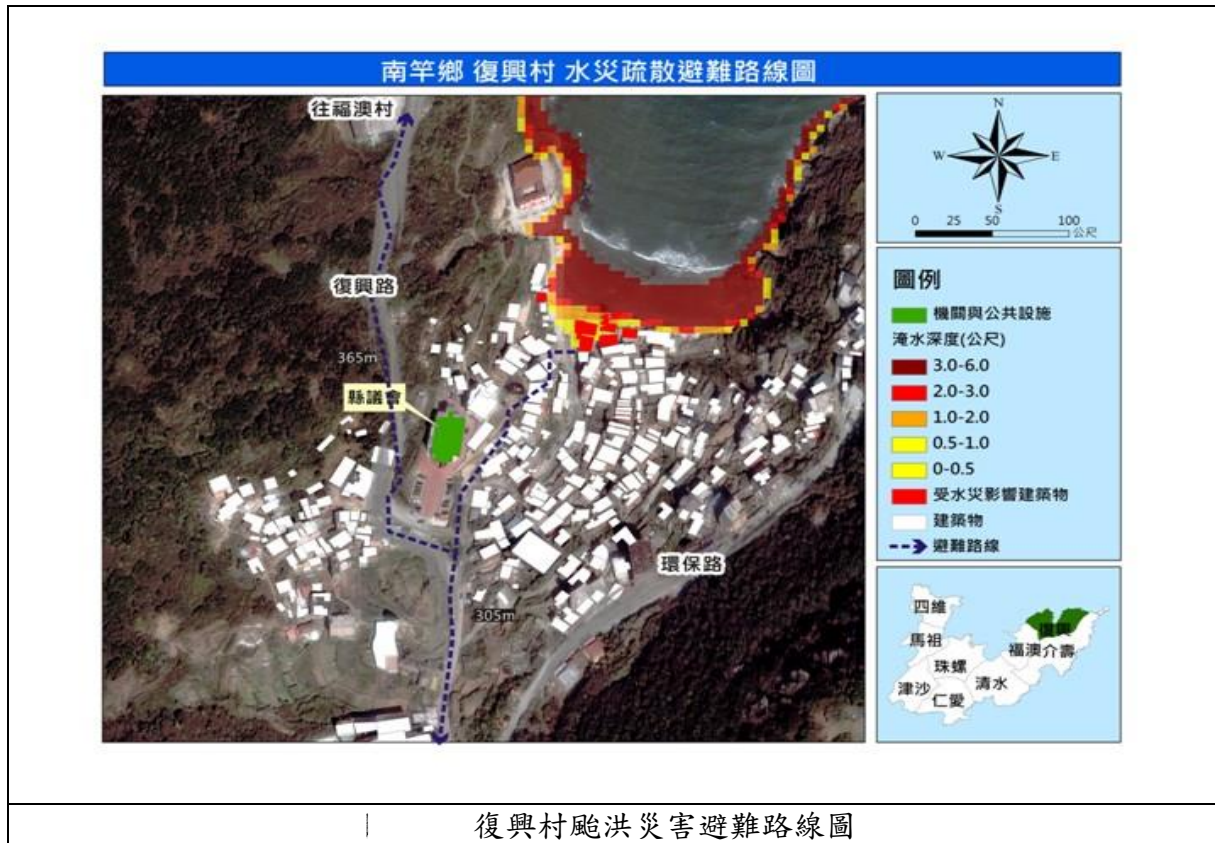 南竿鄉 復興村 水災疏散避難路線圖
往福澳村
復興路
365m
縣議會
環保路
305m
N
W
E
S
0 25 50 100
公尺
圖例
機關與公共設施
淹水深度(公尺)
3.0-6.0
2.0-3.0
1.0-2.0
0.5-1.0
0-0.5
受水災影響建築物
建築物
避難路線
四維
馬祖
復興
福澳
介壽
珠螺
清水
津沙
仁愛
復興村颱洪災害避難路線圖